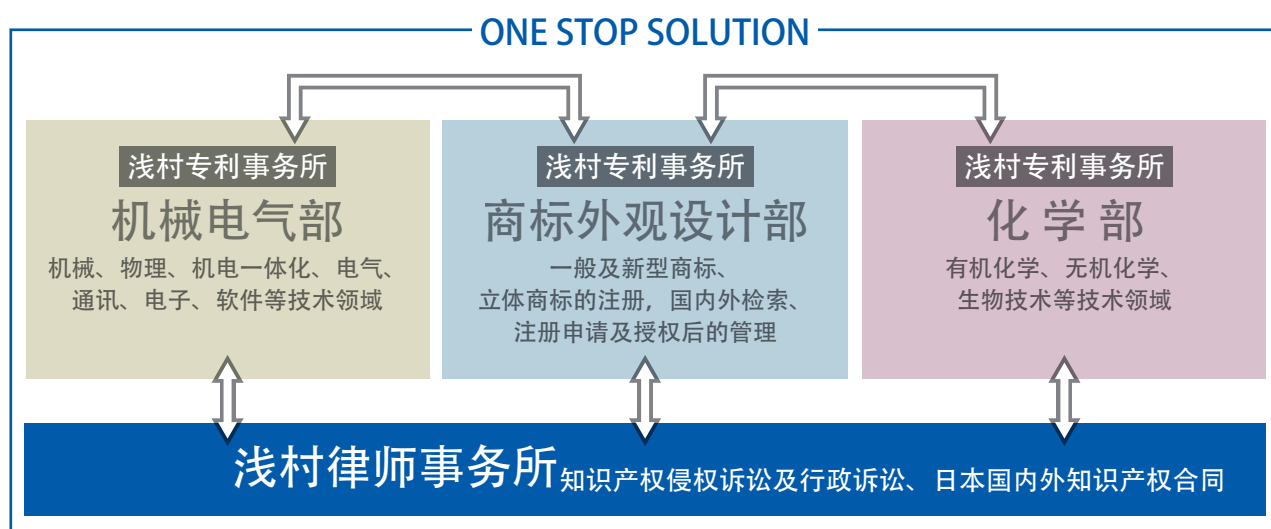 ONE STOP SOLUTION
浅村专利事务所
机械电气部
机械、物理、机电一体化、电气、
通讯、电子、软件等技术领域
浅村专利事务所
商标外观设计部
一般及新型商标、
立体商标的注册，国内外检索、
注册申请及授权后的管理
浅村专利事务所
化学部
有机化学、无机化学、
生物技术等技术领域
浅村律师事务所 知识产权侵权诉讼及行政诉讼、日本国内外知识产权合同